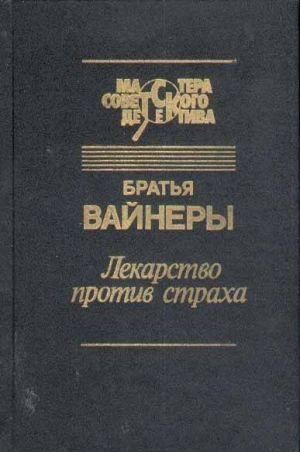 МАСТЕРА
СОВЕТСКОГО
ДЕТЕКТИВА
БРАТЬЯ
ВАЙНЕРЫ
Лекарство
против страха